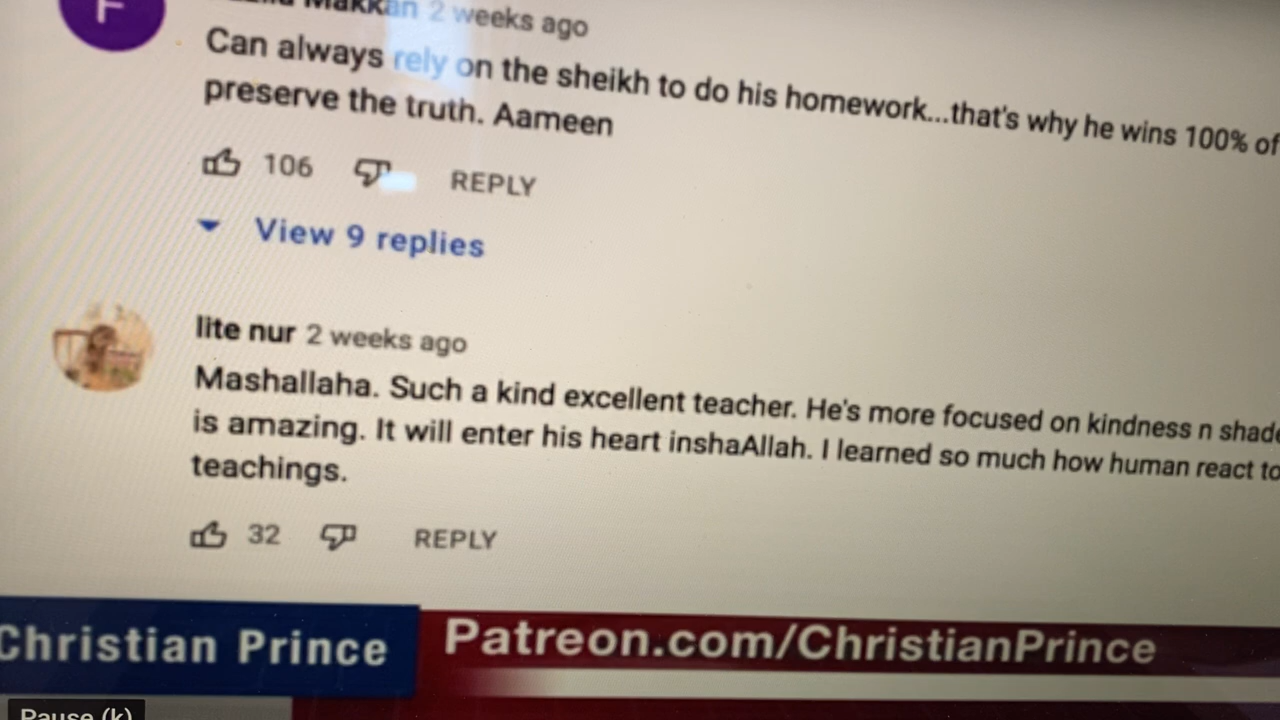 F
Makkan 2 weeks ago
Can always rely on the sheikh to do his homework...that's why he wins 100% of
preserve the truth. Aameen
106 REPLY
View 9 replies
lite nur 2 weeks ago
Mashallaha. Such a kind excellent teacher. He's more focused on kindness n
is amazing. It will enter his heart inshaAllah. I learned so much how human react to
teachings.
32 REPLY
Christian Prince
Patreon.com/ChristianPrince
Pause (k)